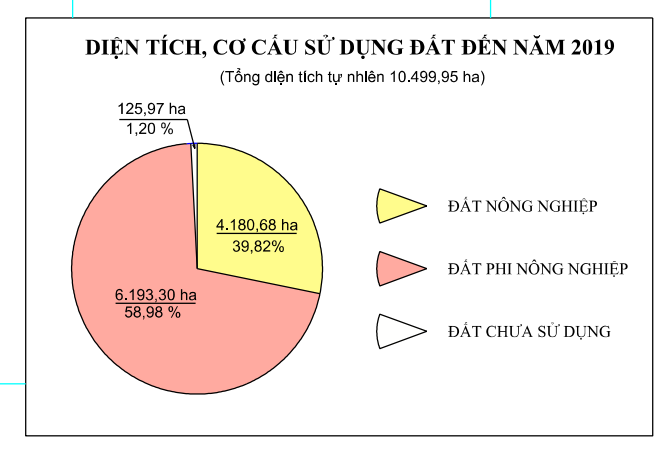 DIỆN TÍCH, CƠ CẤU SỬ DỤNG ĐẤT ĐẾN NĂM 2019
(Tổng diện tích tự nhiên 10.499,95 ha)
125,97 ha
1,20 %
4.180,68 ha
39,82%
6.193,30 ha
58,98 %
ĐẤT NÔNG NGHIỆP
ĐẤT PHI NÔNG NGHIỆP
ĐẤT CHƯA SỬ DỤNG